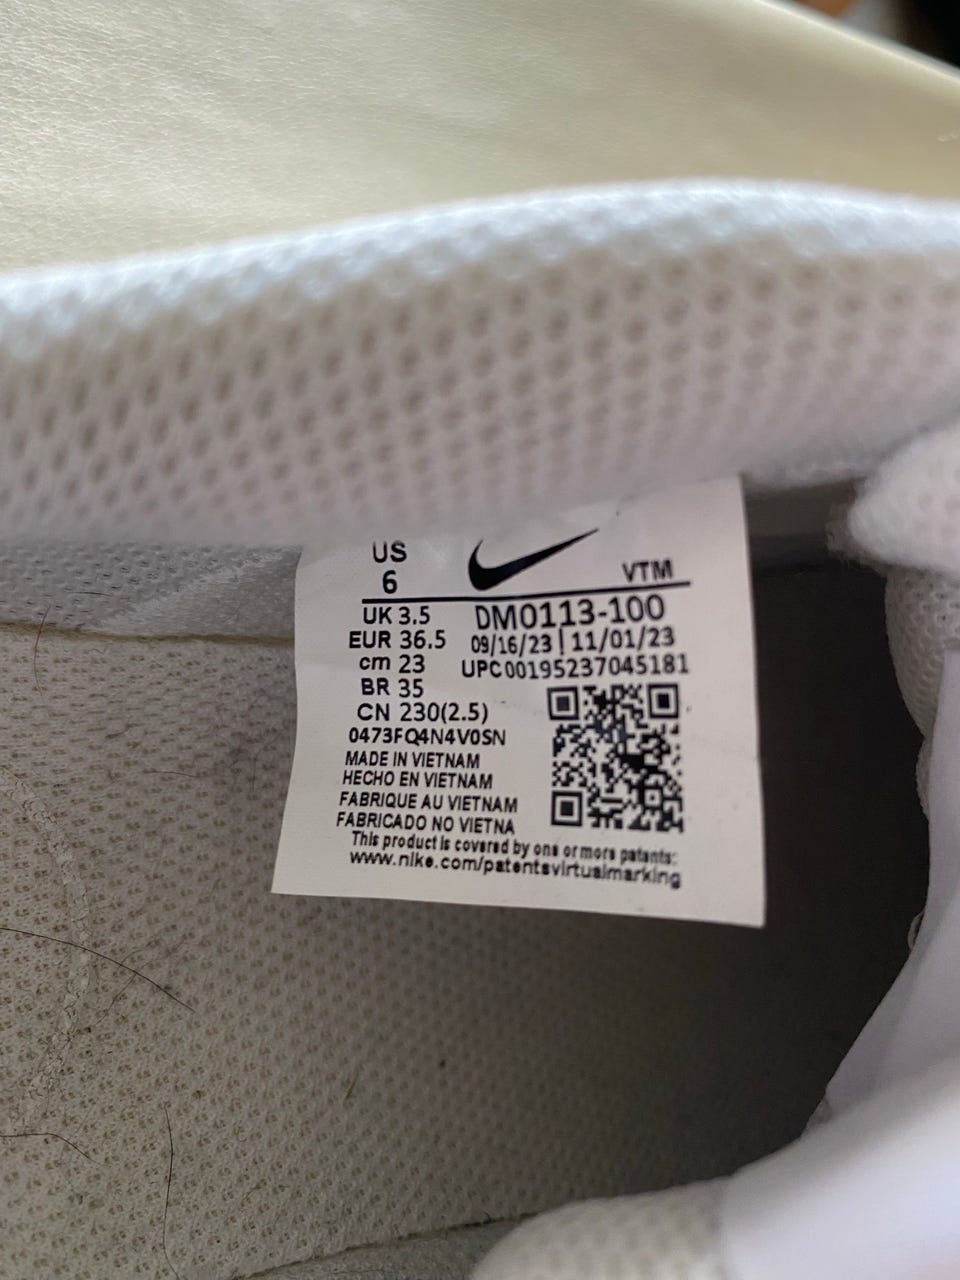 US
6
VTM
UK 3.5
DM0113-100
EUR 36.5
09/16/23 | 11/01/23
cm 23
UPC00195237045181
BR 35
CN 230(2.5)
0473FQ4N4V0SN
MADE IN VIETNAM
HECHO EN VIETNAM
FABRIQUE AU VIETNAM
FABRICADO NO VIETNA
This product is covered by one or more patents:
www.nike.com/patentsvirtualmarking